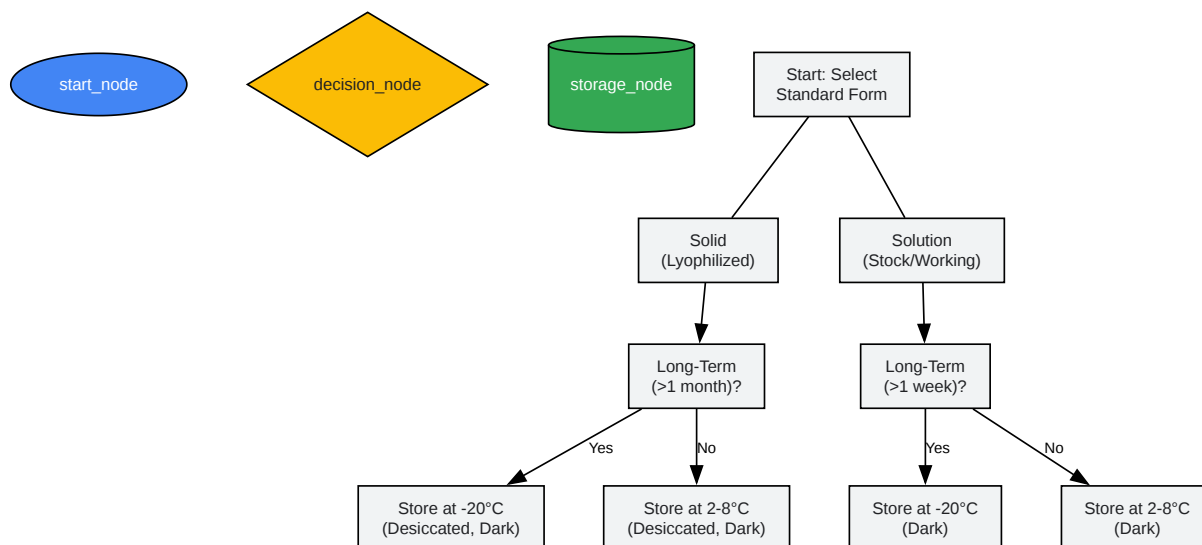 start_node
decision_node
storage_node
Start: Select
Standard Form
Solid
(Lyophilized)
Solution
(Stock/Working)
Long-Term
(>1 month)?
Long-Term
(>1 week)?
Yes
No
Yes
No
Store at -20°C
(Desiccated, Dark)
Store at 2-8°C
(Desiccated, Dark)
Store at -20°C
(Dark)
Store at 2-8°C
(Dark)